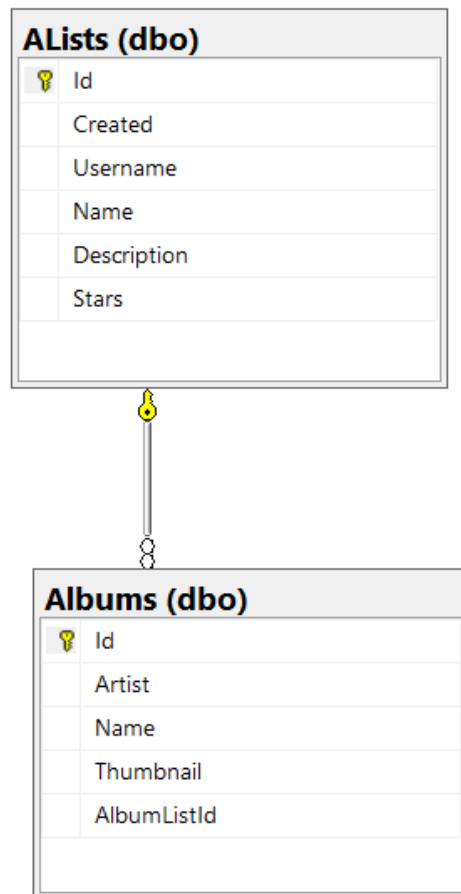 ALists (dbo)
Id
Created
Username
Name
Description
Stars
Albums (dbo)
Id
Artist
Name
Thumbnail
AlbumListId